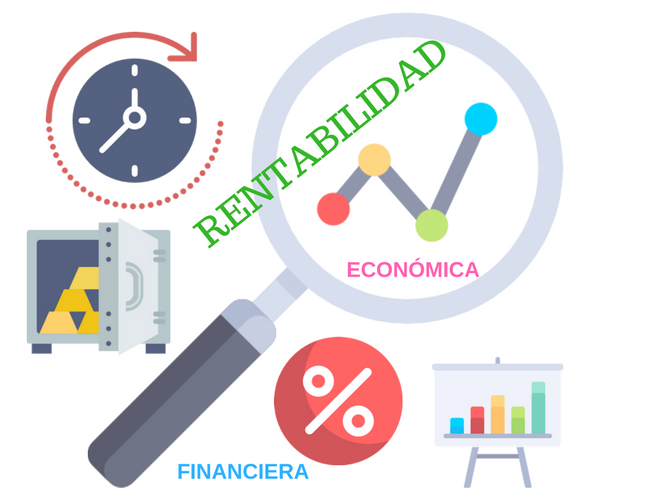 RENTABILIDAD
ECONÓMICA
%
FINANCIERA